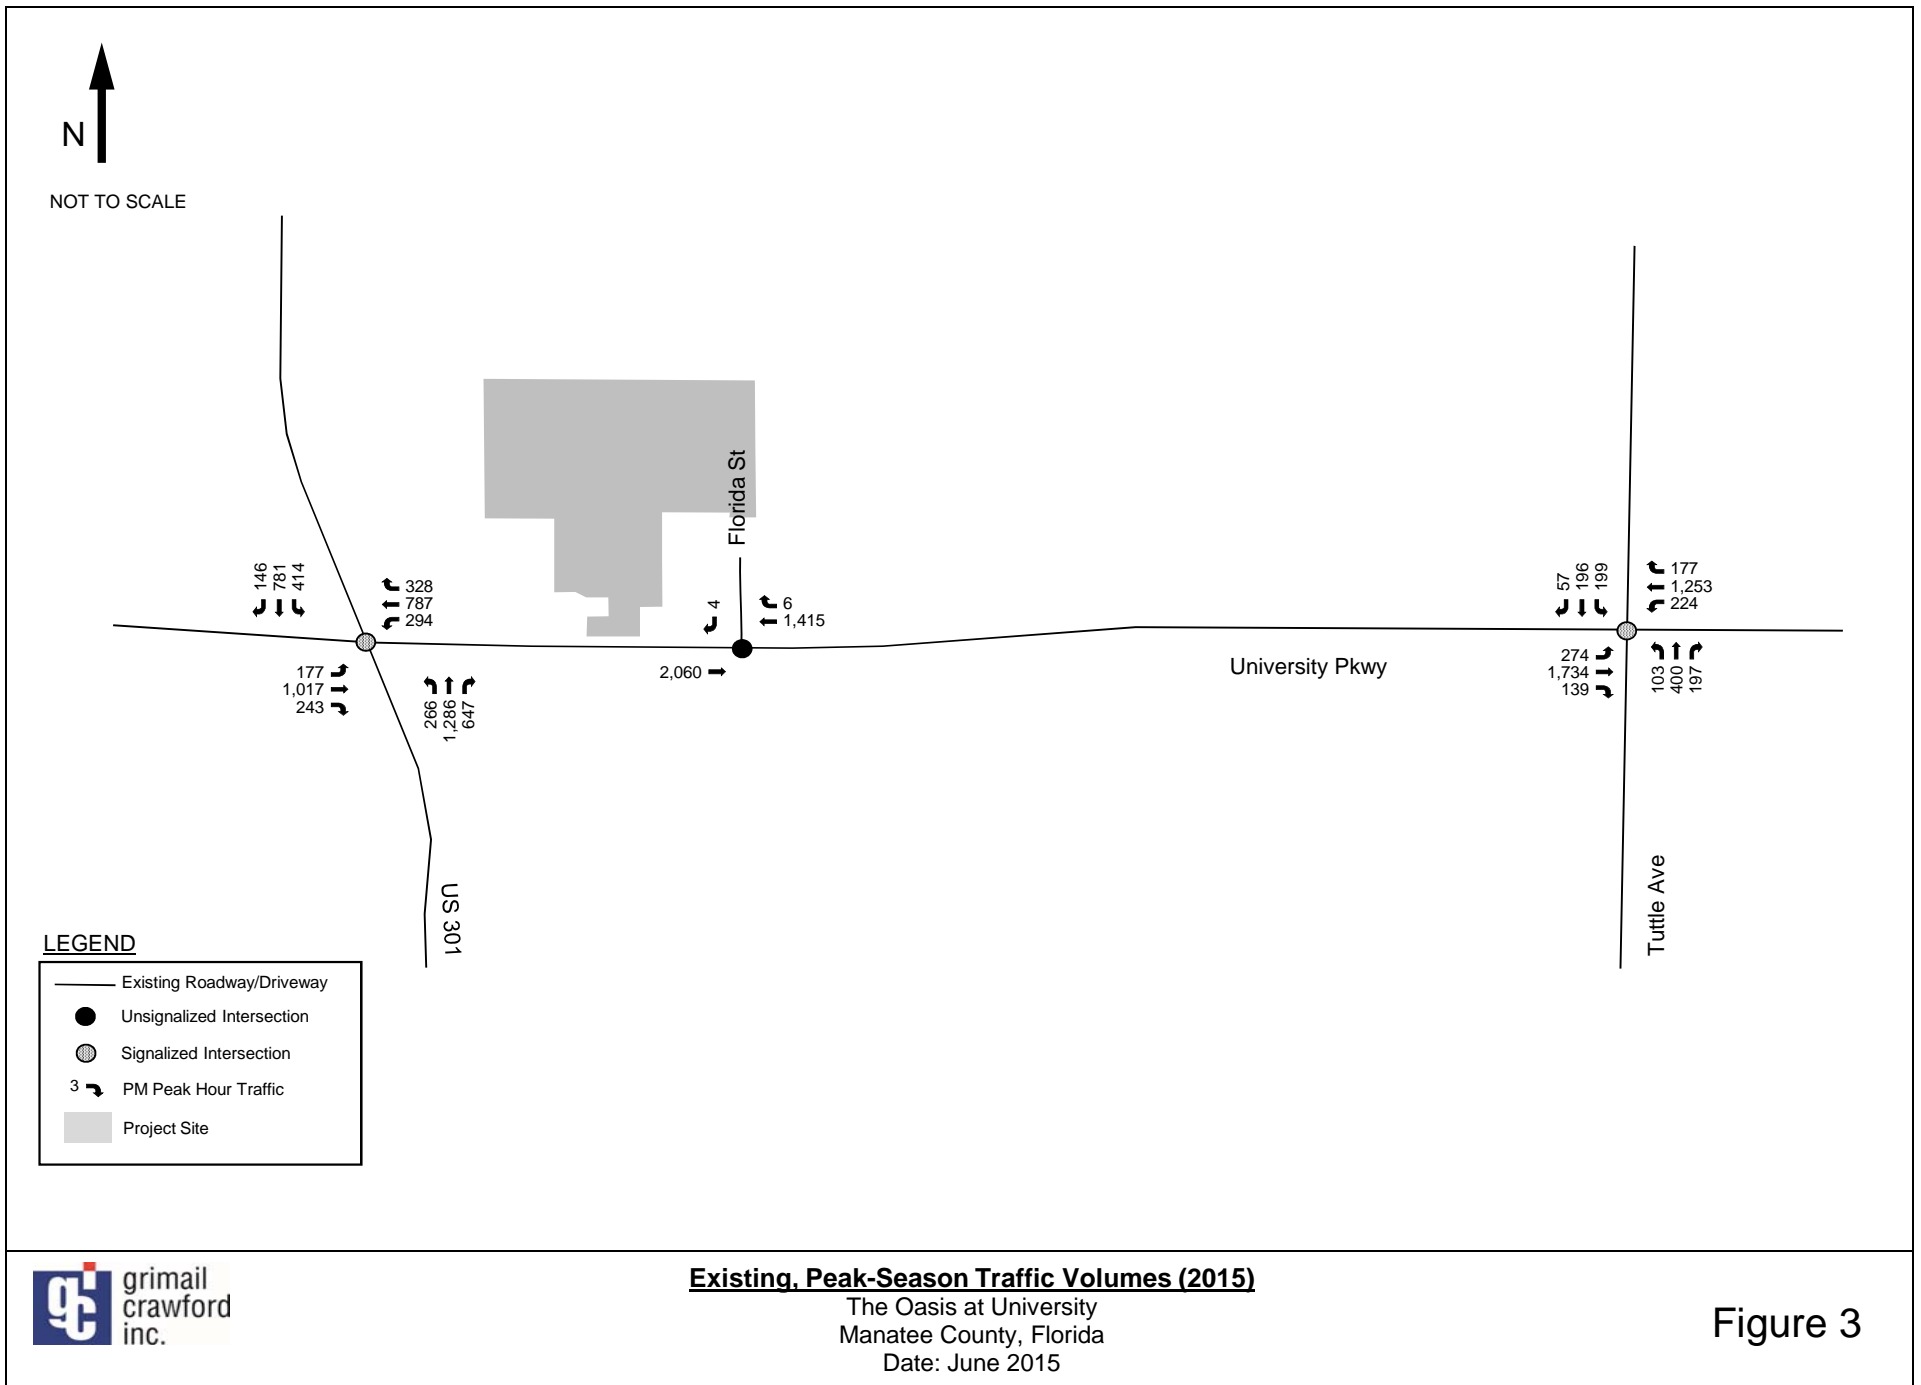 N
NOT TO SCALE
Florida St
146
781
414
328
787
294
177
1,017
243
266
1,286
647
4
6
1,415
2,060
University Pkwy
57
196
199
177
1,253
224
274
1,734
139
103
400
197
US 301
Tuttle Ave
LEGEND
Existing Roadway/Driveway
Unsignalized Intersection
Signalized Intersection
3 PM Peak Hour Traffic
Project Site
gci
grimail
crawford
inc.
Existing, Peak-Season Traffic Volumes (2015)
The Oasis at University
Manatee County, Florida
Date: June 2015
Figure 3